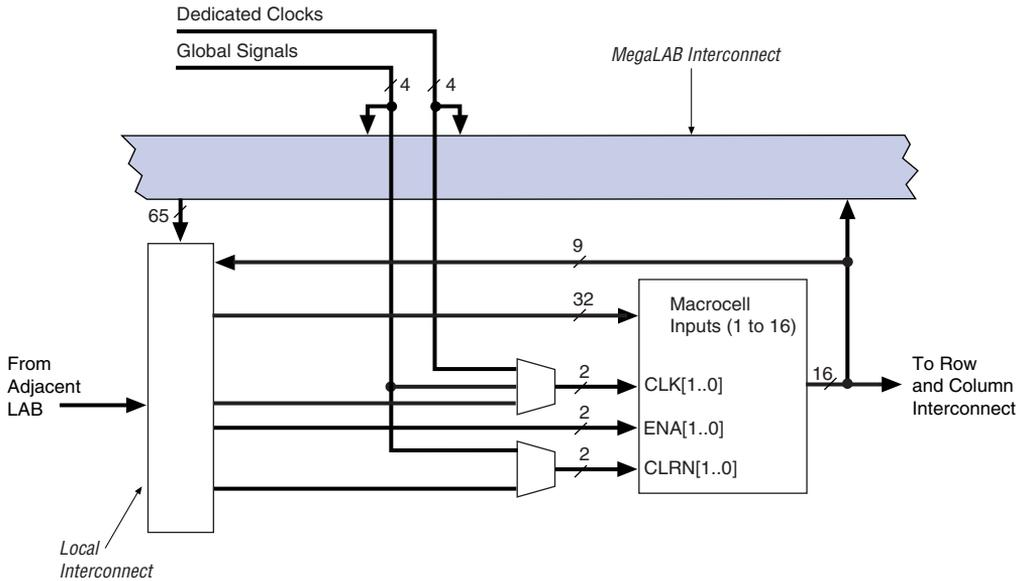 Dedicated Clocks
Global Signals
MegaLAB Interconnect
4
4
65
9
32
Macrocell
Inputs (1 to 16)
From
Adjacent
LAB
2
CLK[1..0]
16
To Row
and Column
Interconnect
2
ENA[1..0]
2
CLRN[1..0]
Local
Interconnect